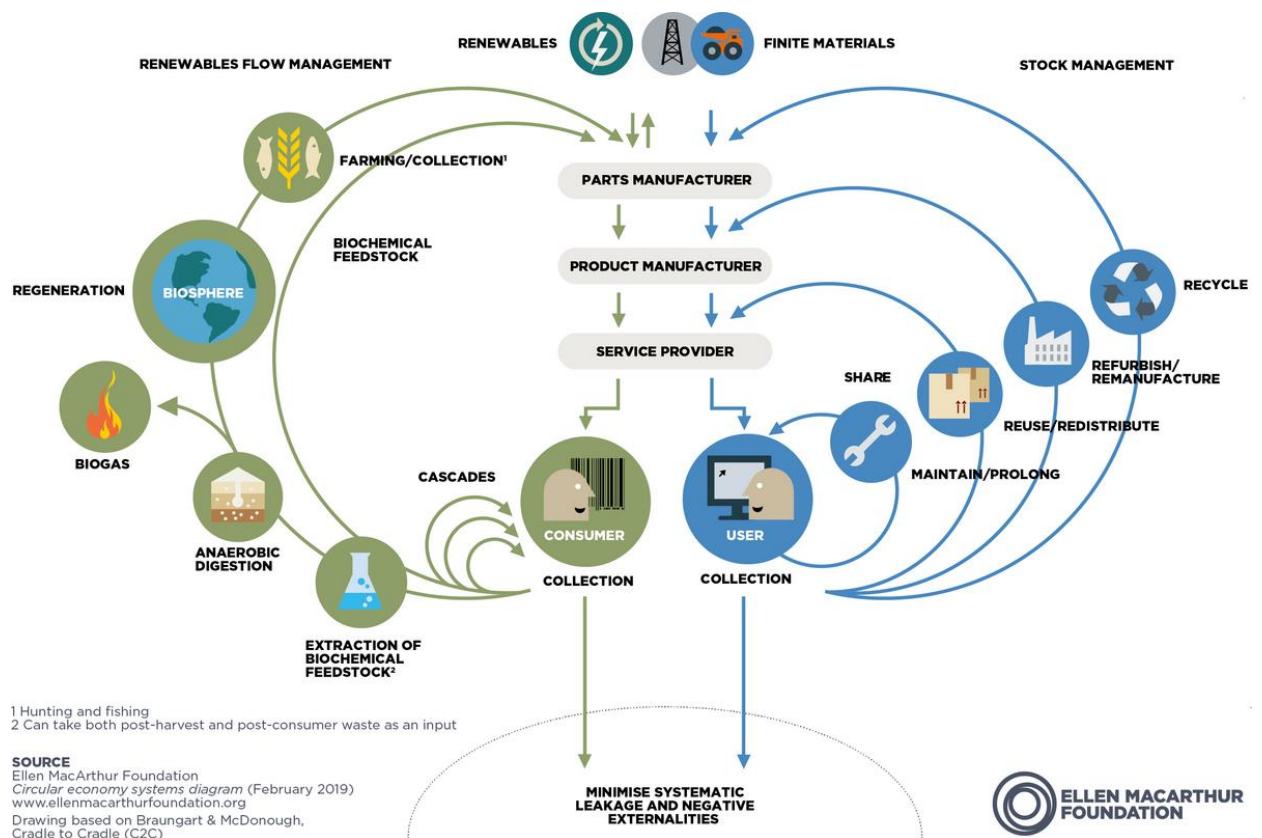 RENEWABLES
FINITE MATERIALS
RENEWABLES FLOW MANAGEMENT
STOCK MANAGEMENT
FARMING/COLLECTION¹
PARTS MANUFACTURER
BIOCHEMICAL
FEEDSTOCK
PRODUCT MANUFACTURER
REGENERATION
BIOSPHERE
RECYCLE
SERVICE PROVIDER
SHARE
REFURBISH/
REMANUFACTURE
REUSE/REDISTRIBUTE
BIOGAS
CASCADES
MAINTAIN/PROLONG
CONSUMER
USER
ANAEROBIC
DIGESTION
COLLECTION
COLLECTION
EXTRACTION OF
BIOCHEMICAL
FEEDSTOCK²
1 Hunting and fishing
2 Can take both post-harvest and post-consumer waste as an input
SOURCE
Ellen MacArthur Foundation
Circular economy systems diagram (February 2019)
www.ellenmacarthurfoundation.org
Drawing based on Braungart & McDonough,
Cradle to Cradle (C2C)
MINIMISE SYSTEMATIC
LEAKAGE AND NEGATIVE
EXTERNALITIES
ELLEN MACARTHUR
FOUNDATION